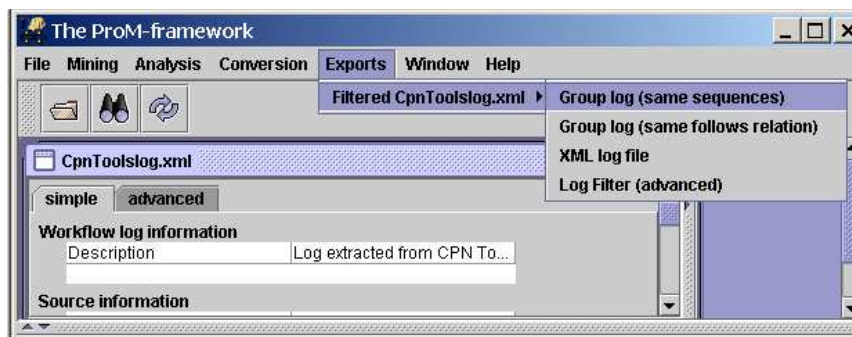 The ProM-framework
File Mining Analysis Conversion Exports Window Help
Filtered CpnToolslog.xml
Group log (same sequences)
Group log (same follows relation)
XML log file
Log Filter (advanced)
CpnToolslog.xml
simple advanced
Workflow log information
Description Log extracted from CPN To...
Source information